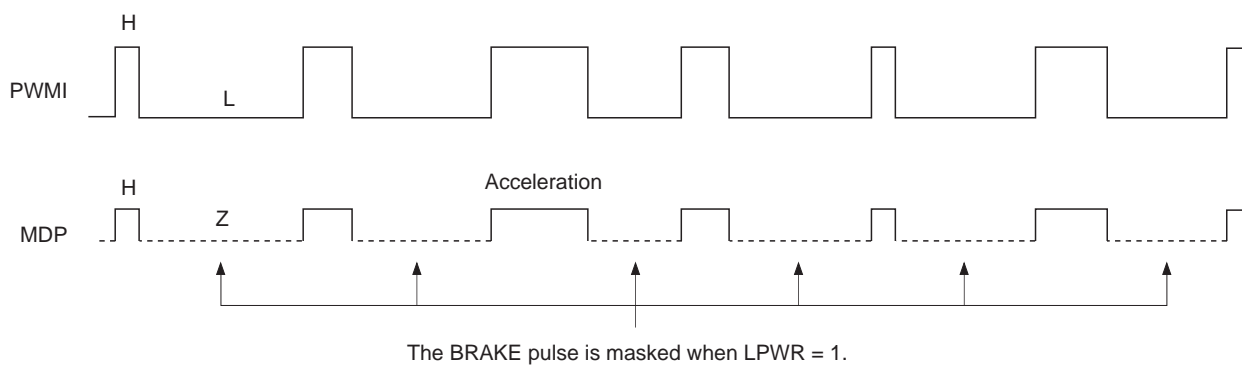 H
PWMI
L
Acceleration
H
Z
MDP
The BRAKE pulse is masked when LPWR = 1.